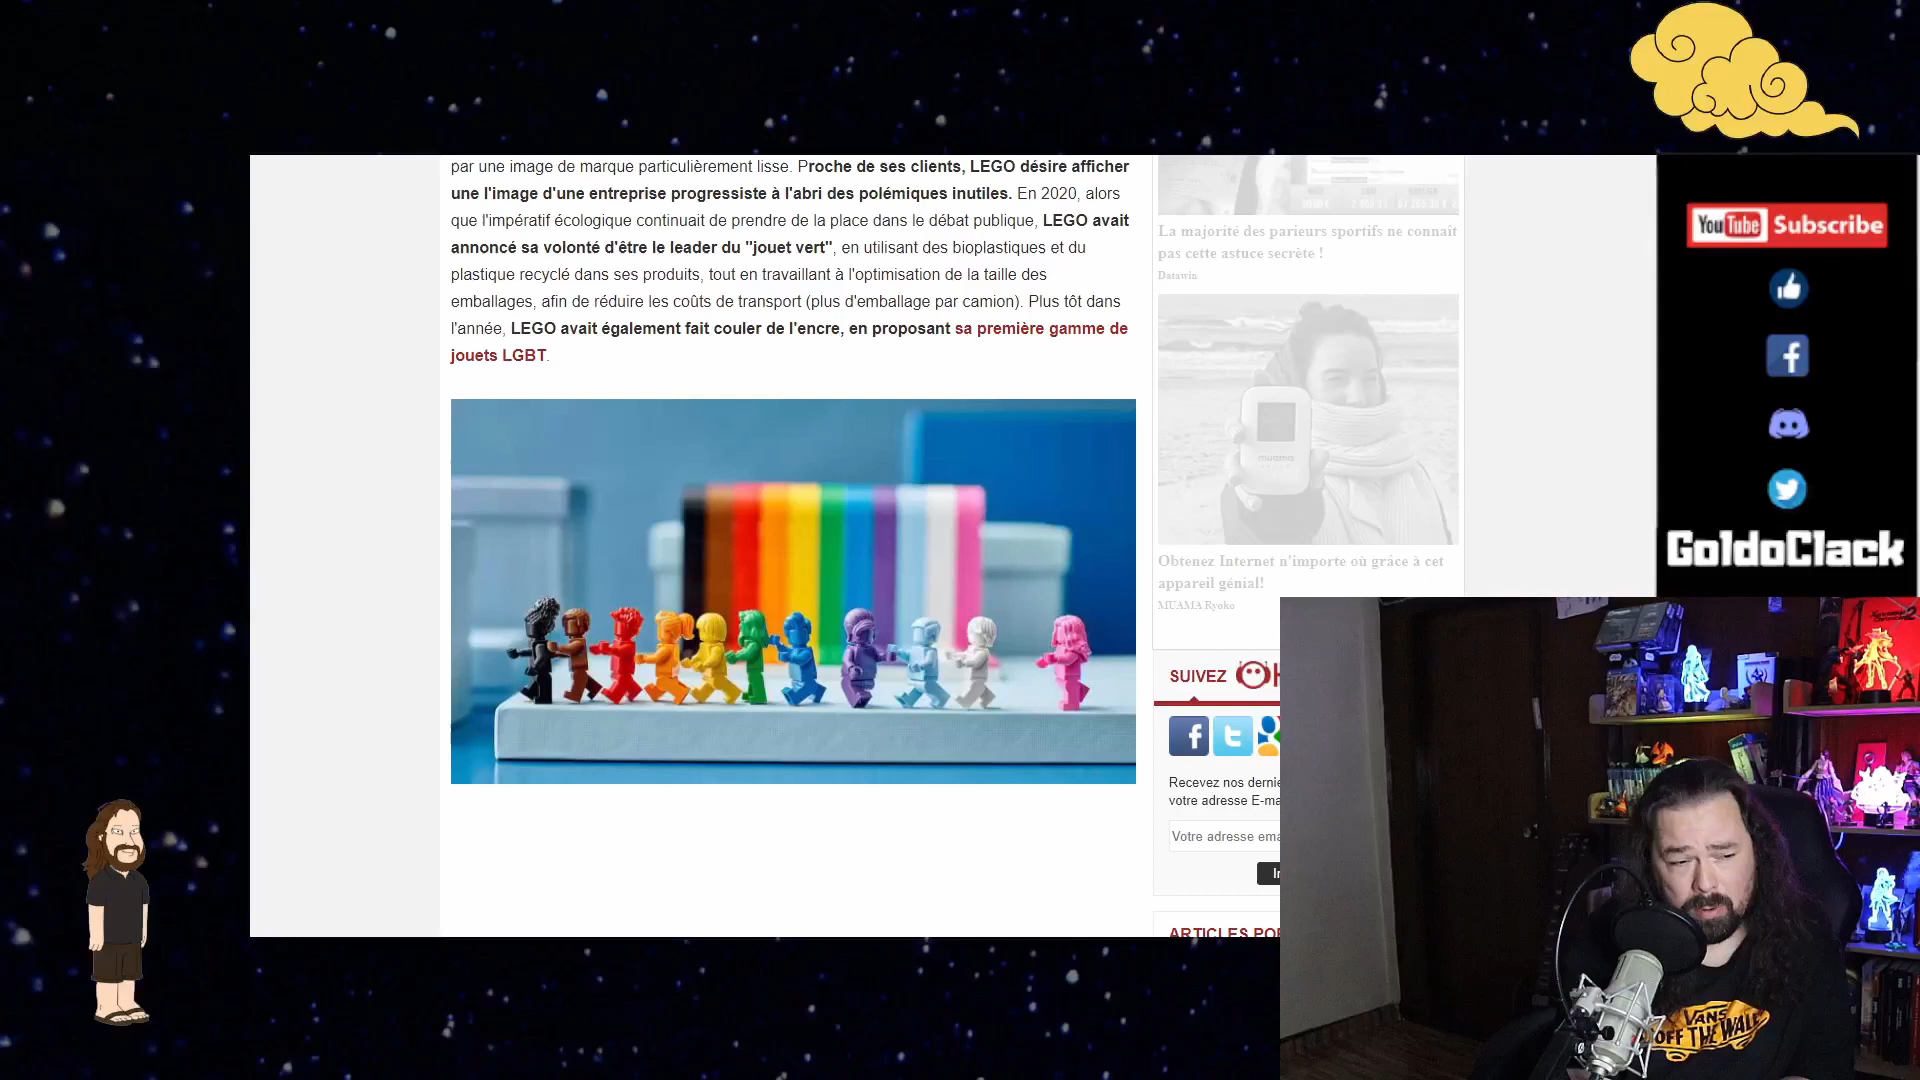 par une image de marque particulièrement lisse. Proche de ses clients, LEGO désire afficher
une l'image d'une entreprise progressiste à l'abri des polémiques inutiles. En 2020, alors
que l'impératif écologique continuait de prendre de la place dans le débat publique, LEGO avait
annoncé sa volonté d'être le leader du "jouet vert", en utilisant des bioplastiques et du
plastique recyclé dans ses produits, tout en travaillant à l'optimisation de la taille des
emballages, afin de réduire les coûts de transport (plus d'emballage par camion). Plus tôt dans
l'année, LEGO avait également fait couler de l'encre, en proposant sa première gamme de
jouets LGBT.
La majorité des parieurs sportifs ne connaît
pas cette astuce secrète !
Datawin
muama
Obtenez Internet n'importe où grâce à cet
appareil génial!
MUAMA Ryoko
SUIVEZ
Recevez nos dernie
votre adresse E-ma
Votre adresse ema
ARTICLES POP
YouTube Subscribe
GoldoClack
VANS
OFF THE WALL